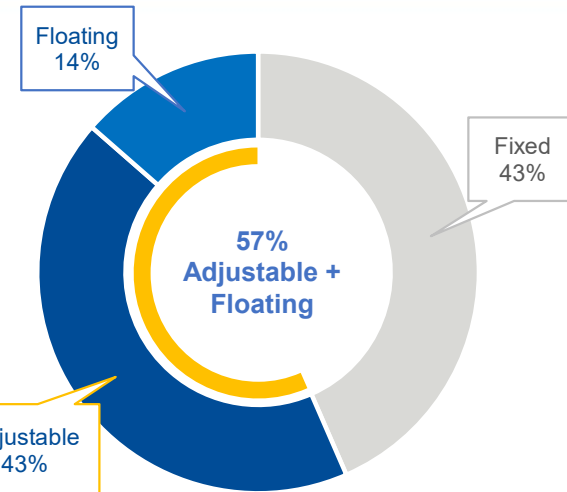 Floating
14%
Fixed
43%
57%
Adjustable +
Floating
justable
43%